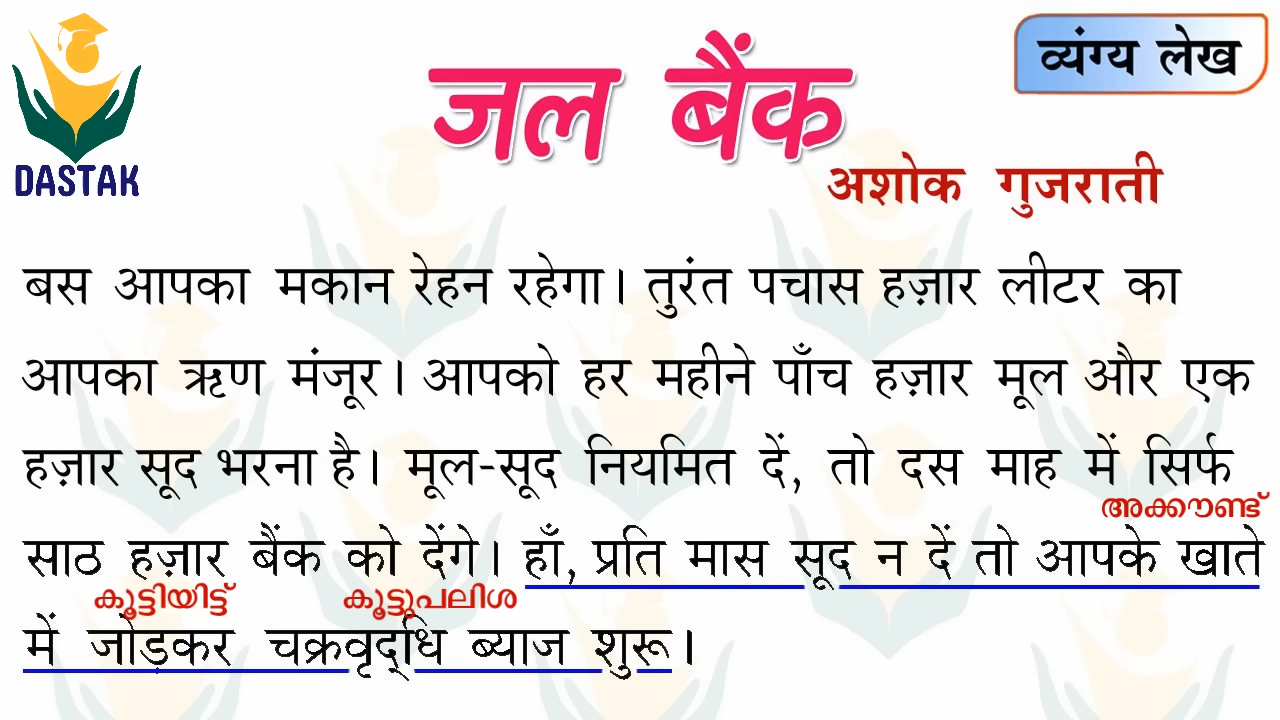 व्यंग्य लेख
जल बैंक
DASTAK
अशोक गुजराती
बस आपका मकान रेहन रहेगा। तुरंत पचास हज़ार लीटर का
आपका ऋण मंजूर। आपको हर महीने पाँच हज़ार मूल और एक
हज़ार सूद भरना है। मूल-सूद नियमित दें, तो दस माह में सिर्फ
അക്കൗണ്ട്
साठ हज़ार बैंक को देंगे। हाँ, प्रति मास सूद न दें तो आपके खाते
കൂട്ടിയിട്ട് കൂട്ടുപലിശ
में जोड़कर चक्रवृद्धि ब्याज शुरू।